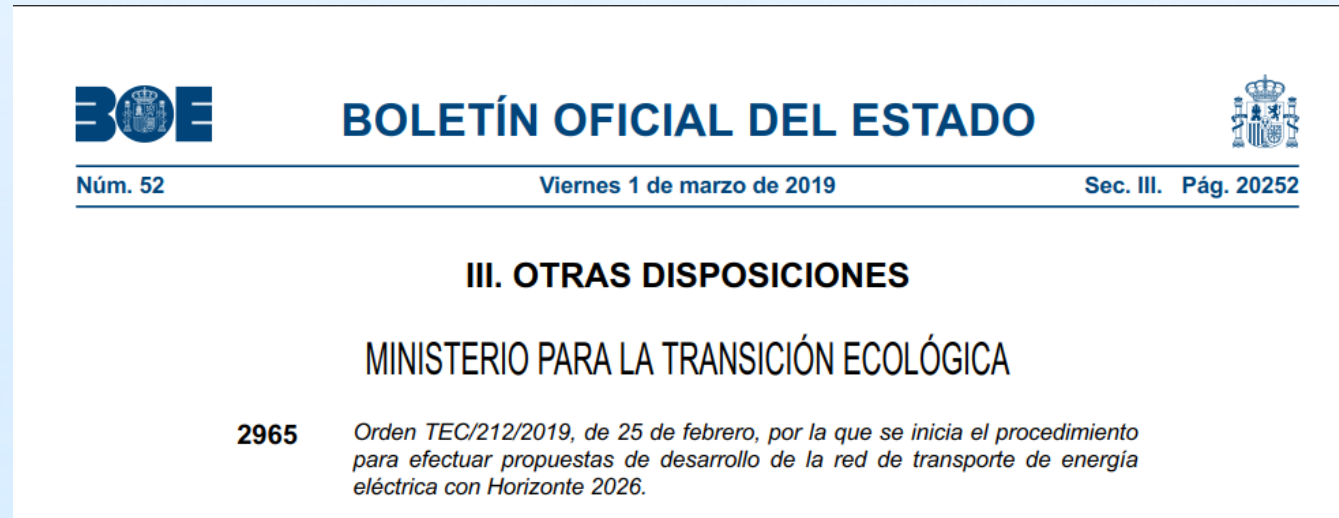 BOE
BOLETÍN OFICIAL DEL ESTADO
Núm. 52 Viernes 1 de marzo de 2019 Sec. III. Pág. 20252
III. OTRAS DISPOSICIONES
MINISTERIO PARA LA TRANSICIÓN ECOLÓGICA
2965 Orden TEC/212/2019, de 25 de febrero, por la que se inicia el procedimiento
para efectuar propuestas de desarrollo de la red de transporte de energía
eléctrica con Horizonte 2026.